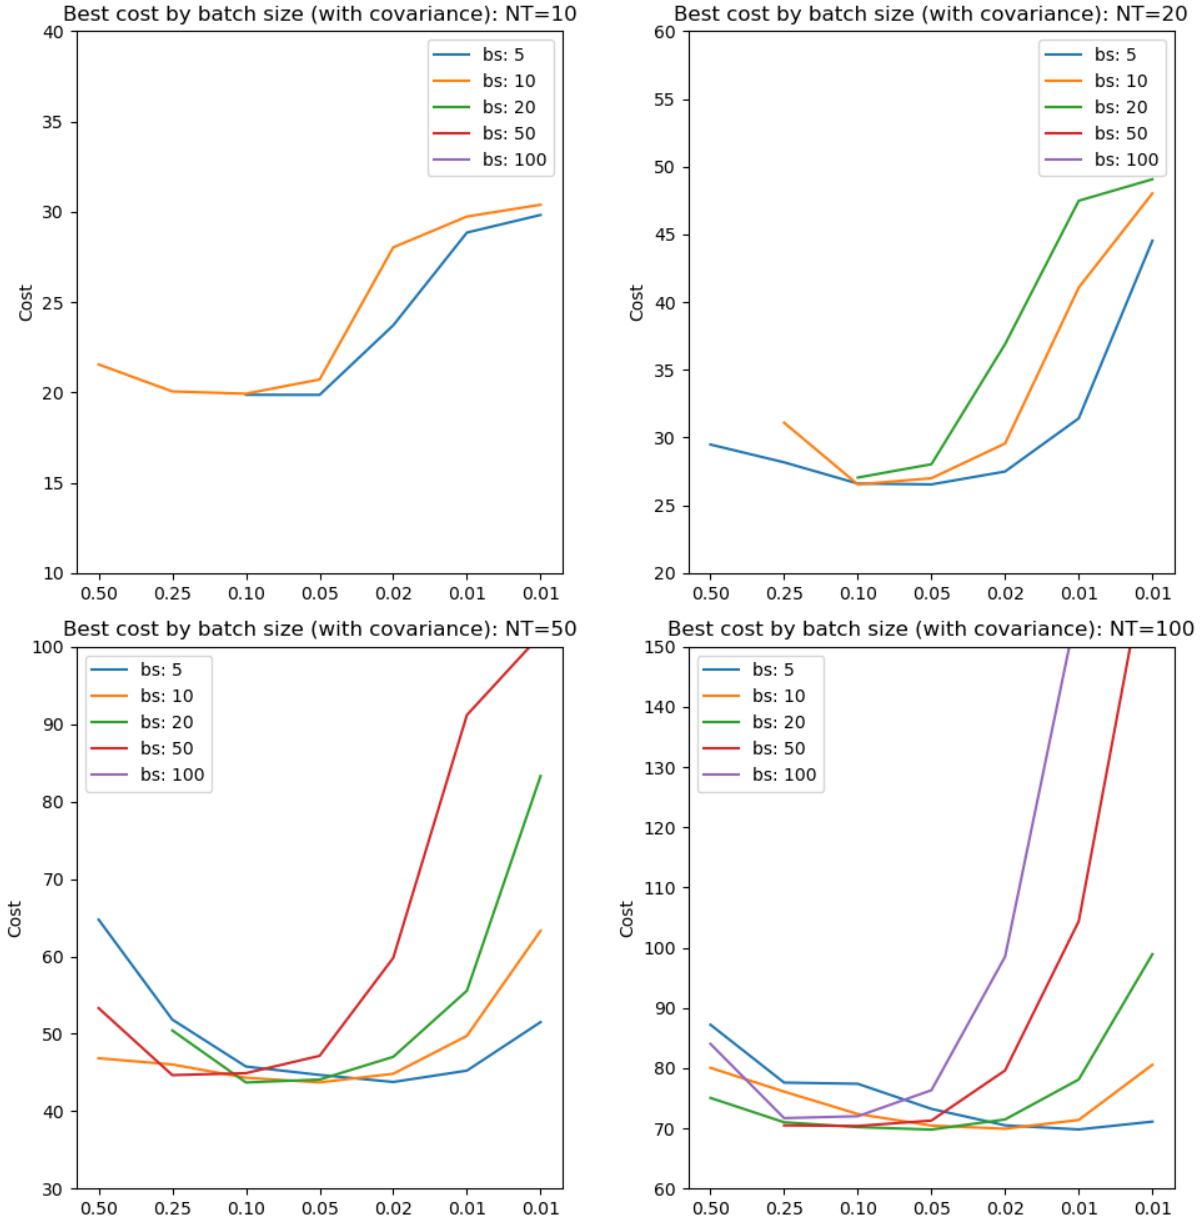 Best cost by batch size (with covariance): NT=10
40
35
30
25
20
15
10
Cost
bs: 5
bs: 10
bs: 20
bs: 50
bs: 100
0.50 0.25 0.10 0.05 0.02 0.01 0.01
Best cost by batch size (with covariance): NT=20
60
55
50
45
40
35
30
25
20
Cost
bs: 5
bs: 10
bs: 20
bs: 50
bs: 100
0.50 0.25 0.10 0.05 0.02 0.01 0.01
Best cost by batch size (with covariance): NT=50
100
90
80
70
60
50
40
30
Cost
bs: 5
bs: 10
bs: 20
bs: 50
bs: 100
0.50 0.25 0.10 0.05 0.02 0.01 0.01
Best cost by batch size (with covariance): NT=100
150
140
130
120
110
100
90
80
70
60
Cost
bs: 5
bs: 10
bs: 20
bs: 50
bs: 100
0.50 0.25 0.10 0.05 0.02 0.01 0.01